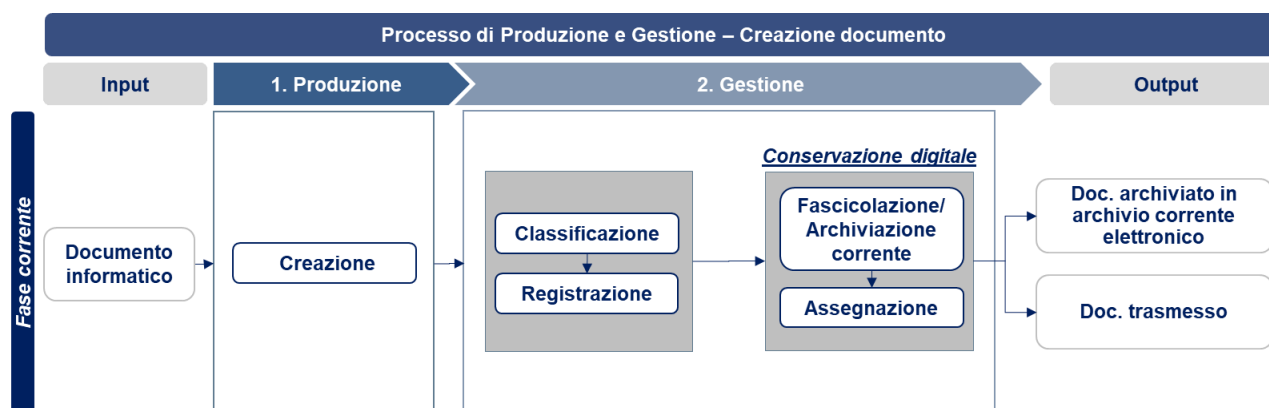 Processo di Produzione e Gestione – Creazione documento
Input
1. Produzione
2. Gestione
Output
Fase corrente
Documento
informatico
Creazione
Classificazione
Registrazione
Conservazione digitale
Fascicolazione/
Archiviazione
corrente
Assegnazione
Doc. archiviato in
archivio corrente
elettronico
Doc. trasmesso